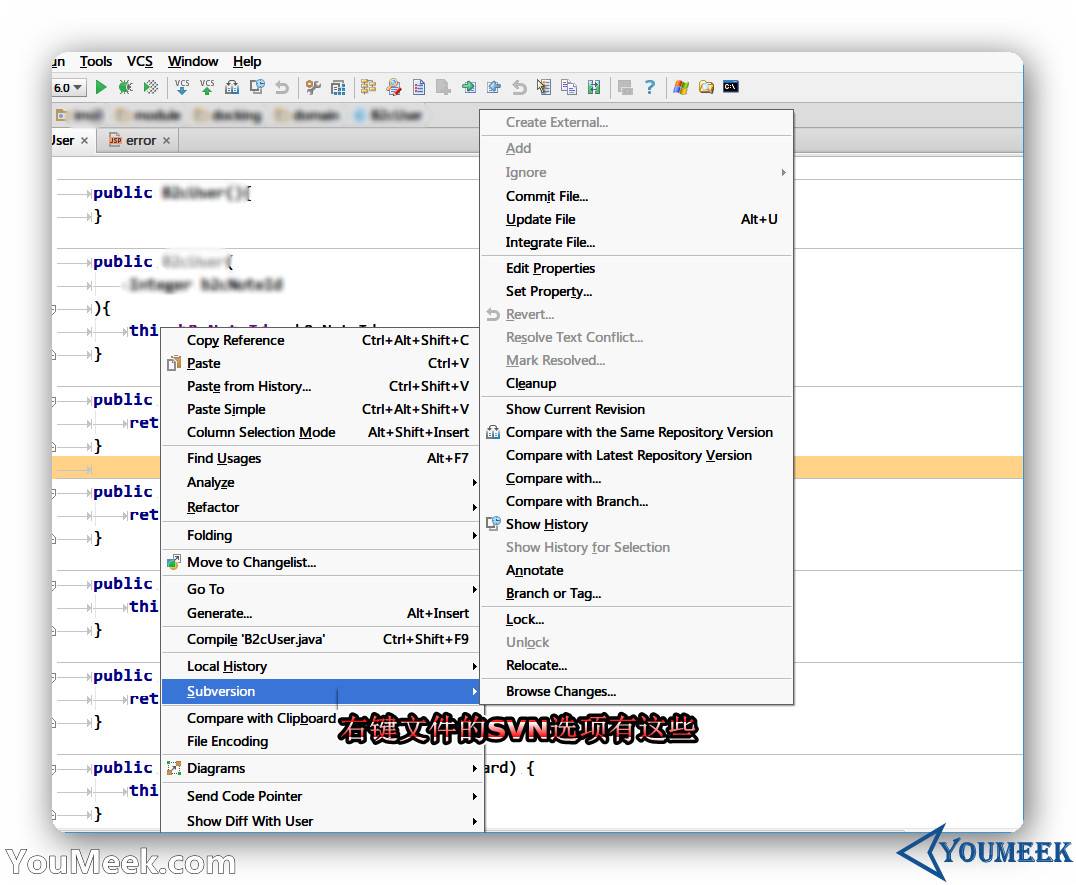 Tools VCS Window Help
6.0
User × error ×
public
}
public
){
thi
}
public
ret
}
public
ret
}
public
thi
}
public
ret
}
public ard) {
thi
}
Copy Reference Ctrl+Alt+Shift+C
Paste Ctrl+V
Paste from History... Ctrl+Shift+V
Paste Simple Ctrl+Alt+Shift+V
Column Selection Mode Alt+Shift+Insert
Find Usages Alt+F7
Analyze
Refactor
Folding
Move to Changelist...
Go To
Generate... Alt+Insert
Compile 'B2cUser.java' Ctrl+Shift+F9
Local History
Subversion
Compare with Clipboard
File Encoding
Diagrams
Send Code Pointer
Show Diff With User
Create External...
Add
Ignore
Commit File...
Update File Alt+U
Integrate File...
Edit Properties
Set Property...
Revert...
Resolve Text Conflict...
Mark Resolved...
Cleanup
Show Current Revision
Compare with the Same Repository Version
Compare with Latest Repository Version
Compare with...
Compare with Branch...
Show History
Show History for Selection
Annotate
Branch or Tag...
Lock...
Unlock
Relocate...
Browse Changes...
右键文件的SVN选项有这些
YouMeek.com
YOUMEEK